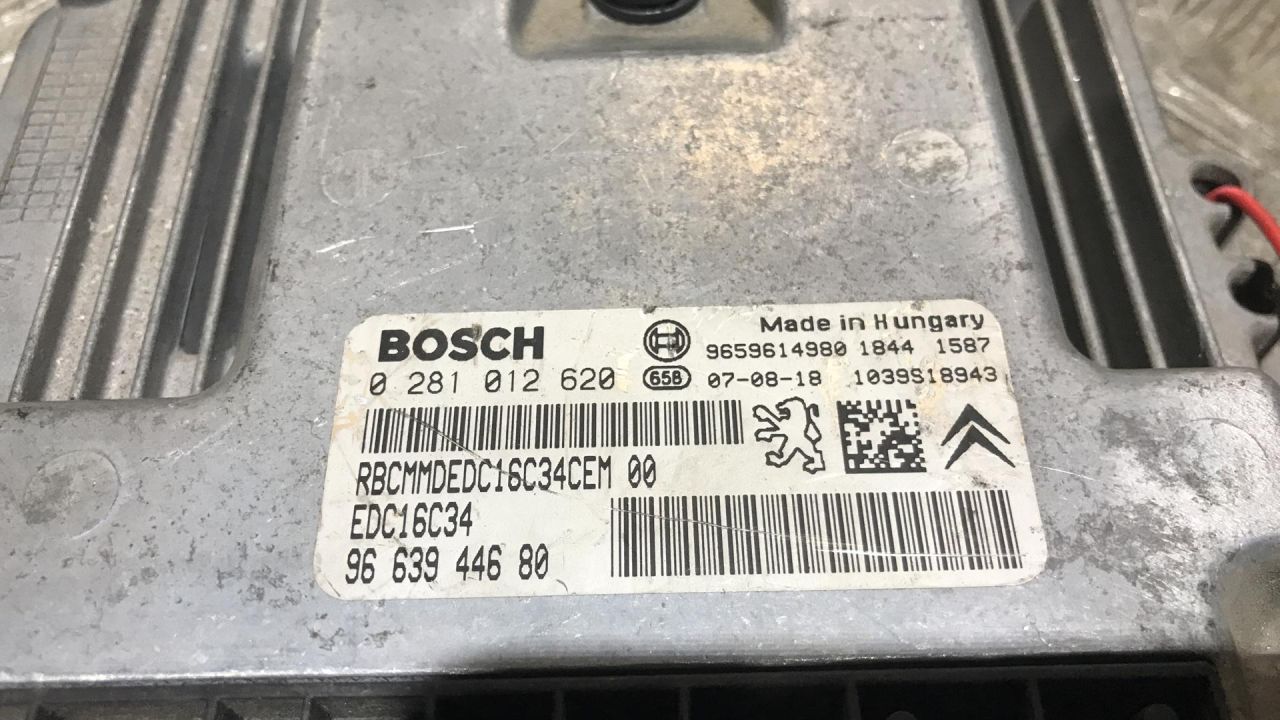 BOSCH
Made in Hungary
9659614980 1844 1587
0 281 012 620
658 07-08-18 1039S18943
RBCMMDEDC16C34CEM 00
EDC16C34
96 639 446 80